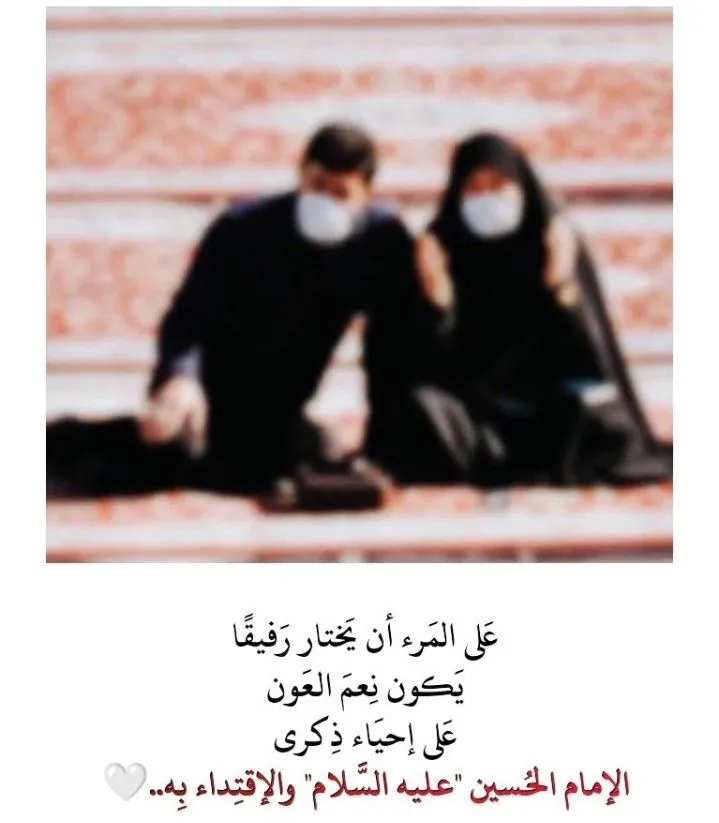 عَلى المَرء أن يَختار رَفيقًا
يَكون نِعمَ العَون
عَلى إحيَاء ذِكرى
الإمام الحُسين "عليه السَّلام" والإقتِداء بِه..🤍